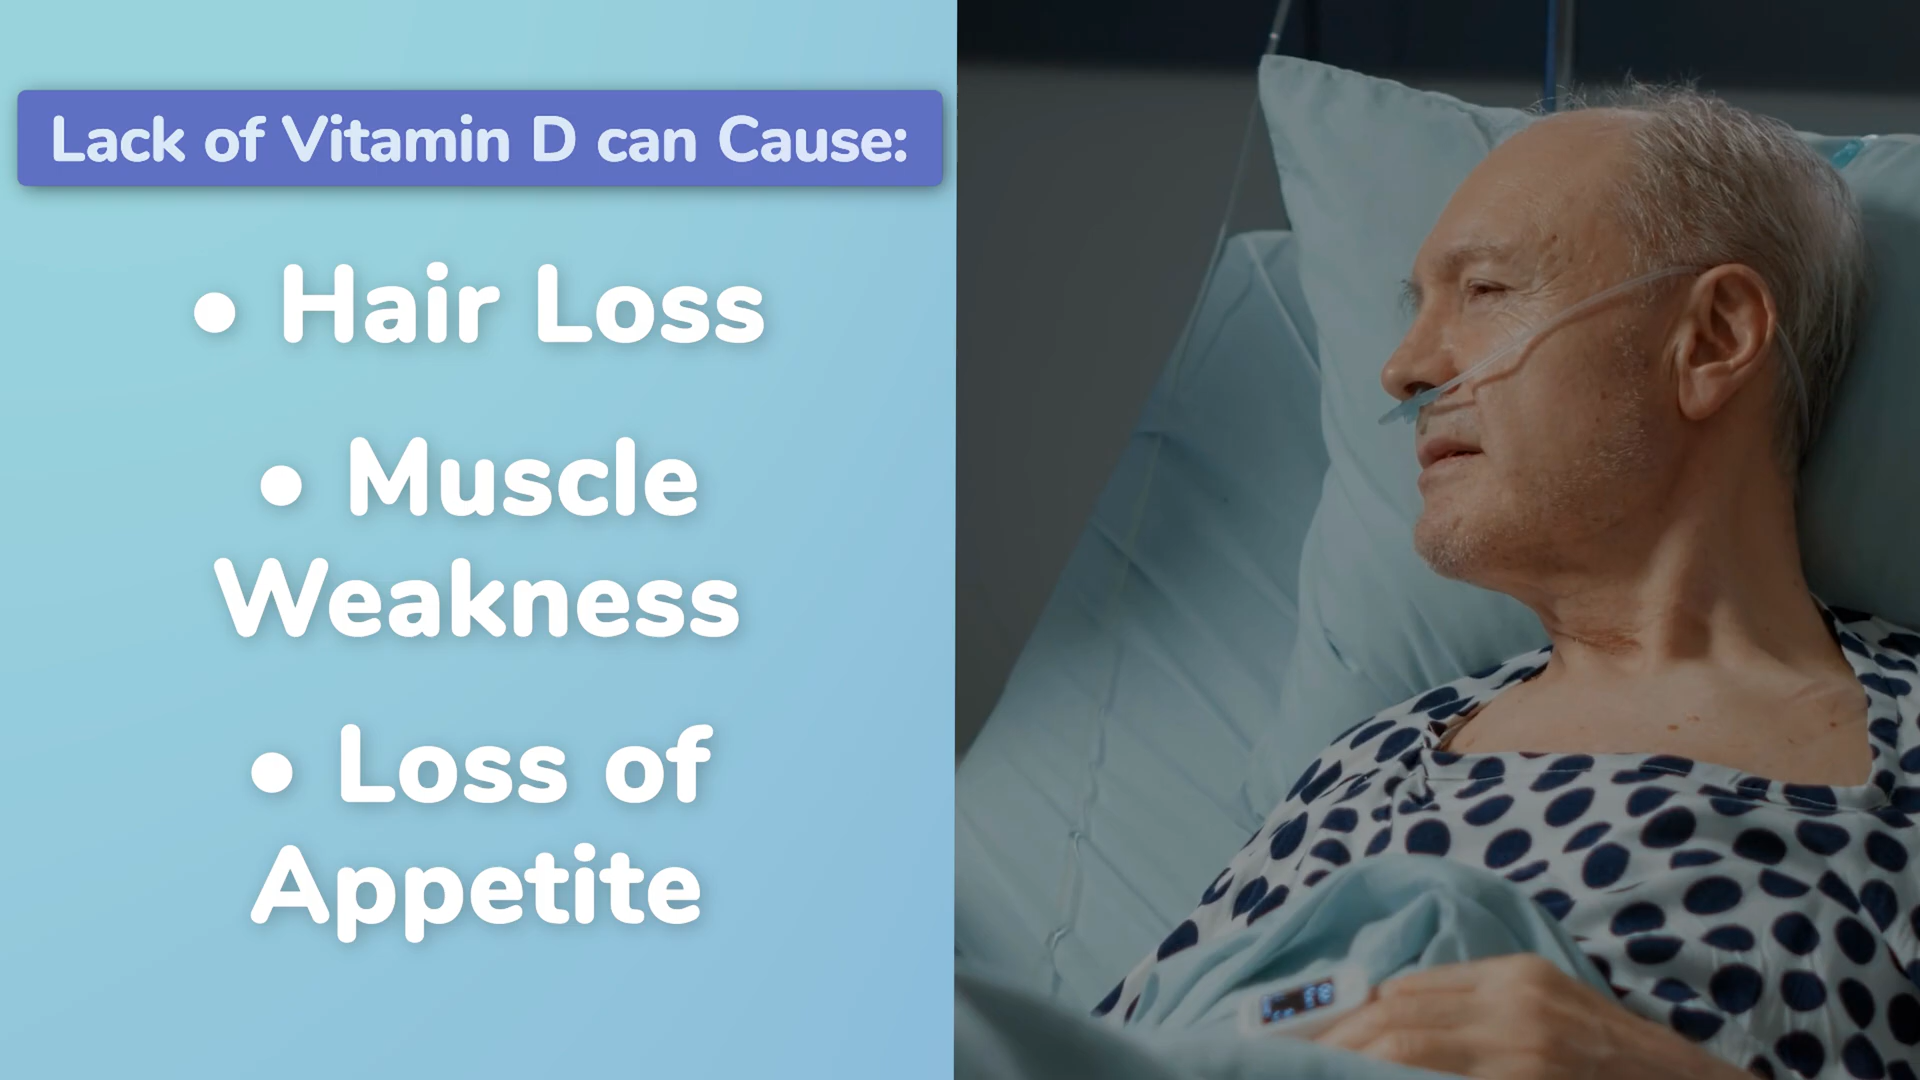 Lack of Vitamin D can Cause:
• Hair Loss
• Muscle
Weakness
• Loss of
Appetite